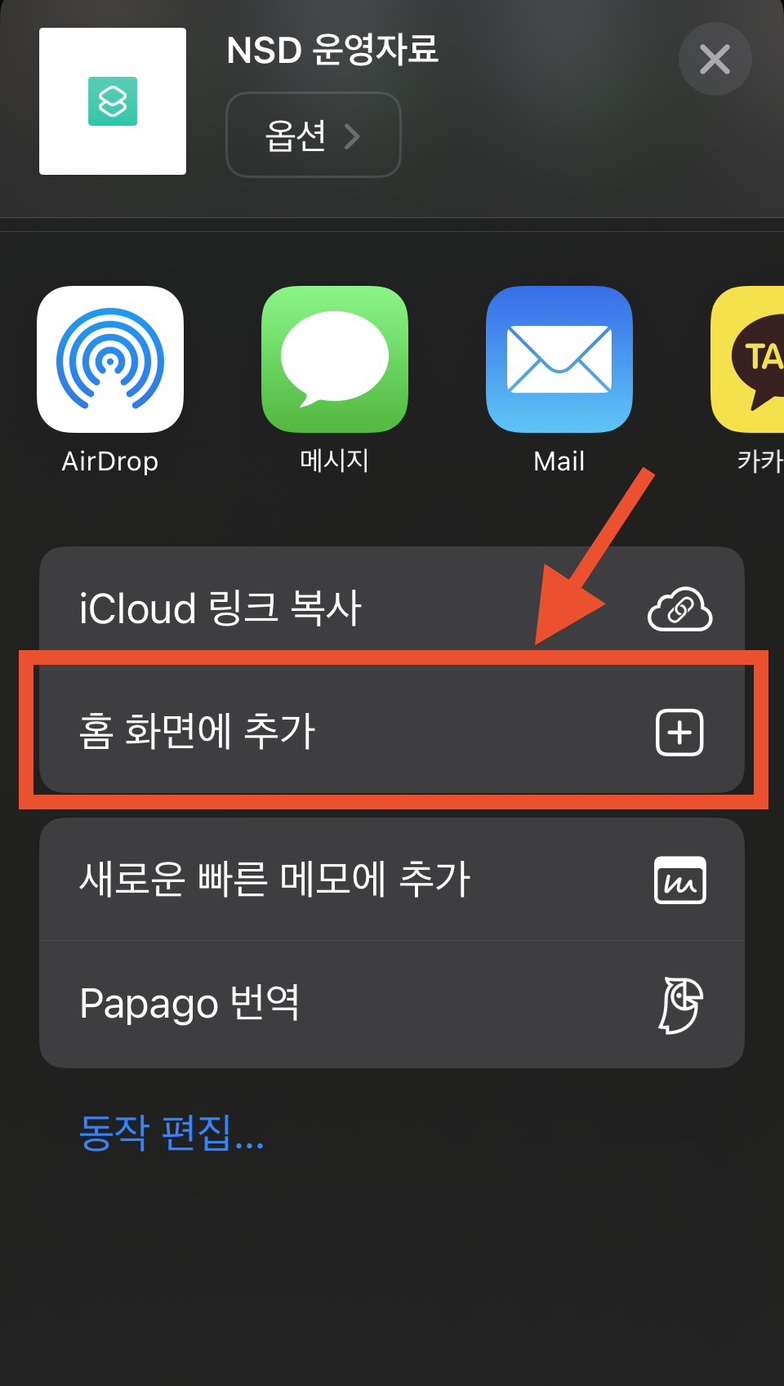 NSD 운영자료
옵션
TA
AirDrop
메시지
Mail
카카
iCloud 링크 복사
홈 화면에 추가
새로운 빠른 메모에 추가
Papago 번역
동작 편집...